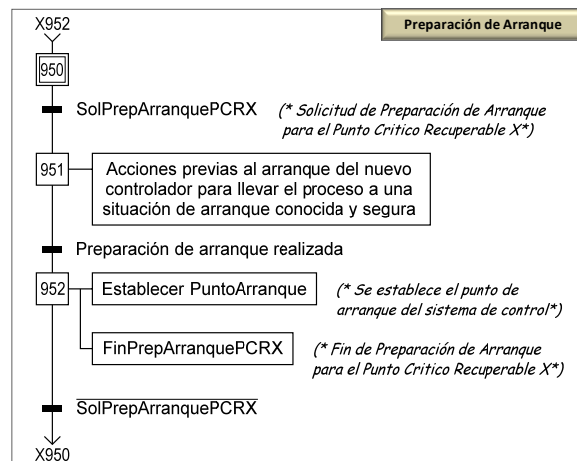 X952
Preparación de Arranque
950
SolPrepArranquePCRX (* Solicitud de Preparación de Arranque
para el Punto Critico Recuperable X*)
951
Acciones previas al arranque del nuevo
controlador para llevar el proceso a una
situación de arranque conocida y segura
Preparación de arranque realizada
952
Establecer PuntoArranque (* Se establece el punto de
arranque del sistema de control*)
FinPrepArranquePCRX (* Fin de Preparación de Arranque
para el Punto Critico Recuperable X*)
SolPrepArranquePCRX
X950